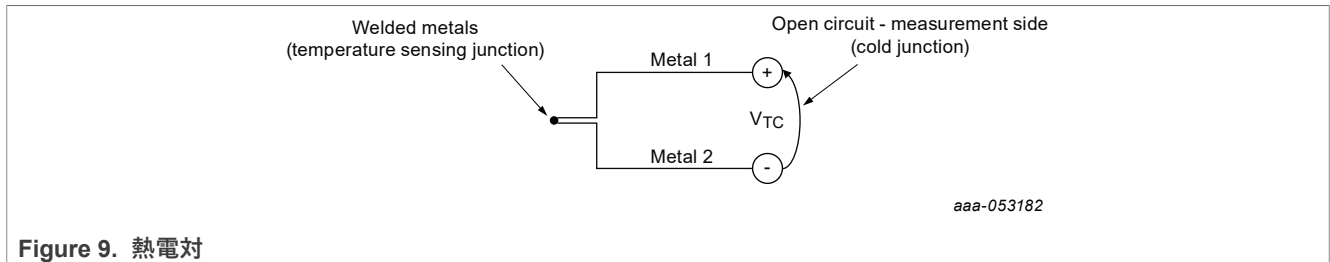 Welded metals
(temperature sensing junction)
Open circuit - measurement side
(cold junction)
Metal 1
+
VTC
Metal 2
-
aaa-053182
Figure 9. 熱電対